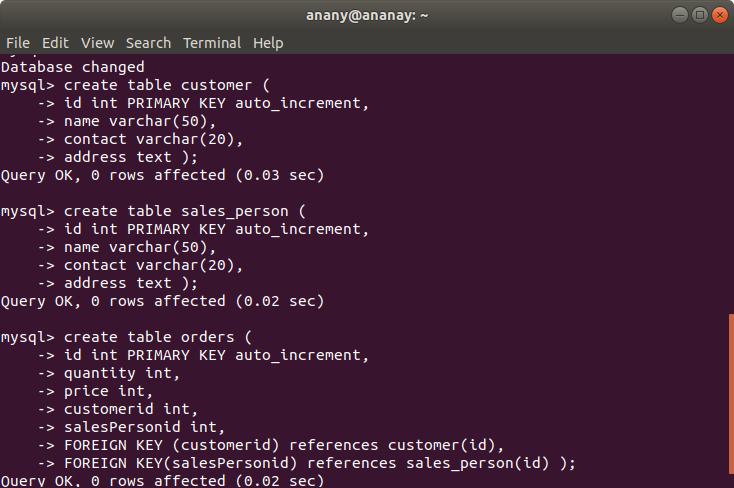 anany@ananay: ~
File Edit View Search Terminal Help
Database changed
mysql> create table customer (
    -> id int PRIMARY KEY auto_increment,
    -> name varchar(50),
    -> contact varchar(20),
    -> address text );
Query OK, 0 rows affected (0.03 sec)

mysql> create table sales_person (
    -> id int PRIMARY KEY auto_increment,
    -> name varchar(50),
    -> contact varchar(20),
    -> address text );
Query OK, 0 rows affected (0.02 sec)

mysql> create table orders (
    -> id int PRIMARY KEY auto_increment,
    -> quantity int,
    -> price int,
    -> customerid int,
    -> salesPersonid int,
    -> FOREIGN KEY (customerid) references customer(id),
    -> FOREIGN KEY(salesPersonid) references sales_person(id) );
Query OK, 0 rows affected (0.02 sec)